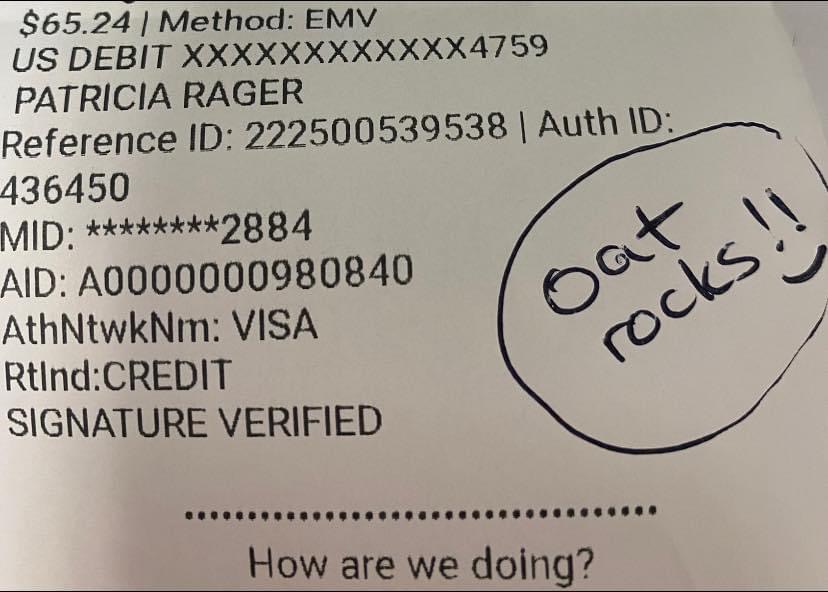 $65.24 | Method: EMV
US DEBIT XXXXXXXXXXXX4759
PATRICIA RAGER
Reference ID: 222500539538 | Auth ID:
436450
MID: ********2884
AID: A0000000980840
AthNtwkNm: VISA
RtInd:CREDIT
SIGNATURE VERIFIED
oat
rocks!!
How are we doing?